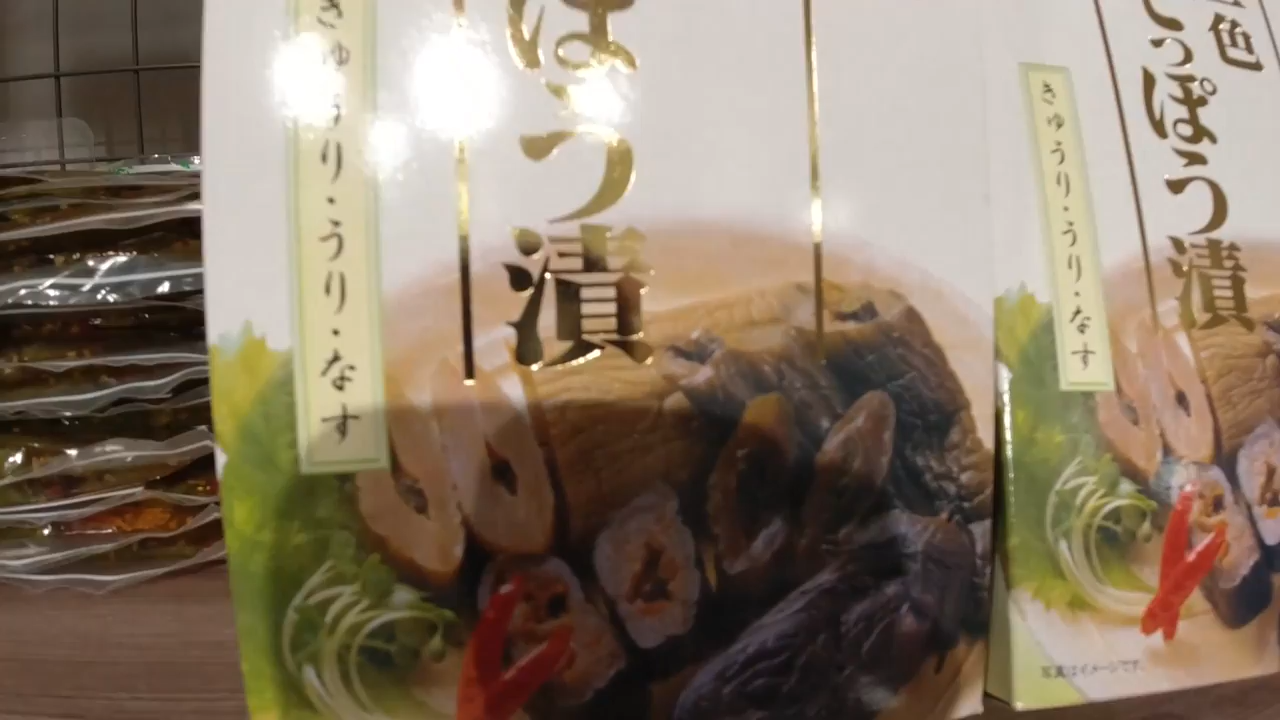 ぽう漬
きゅうり・うり・なす
色
てっぽう漬
きゅうり・うり・なす
写真はイメージです。